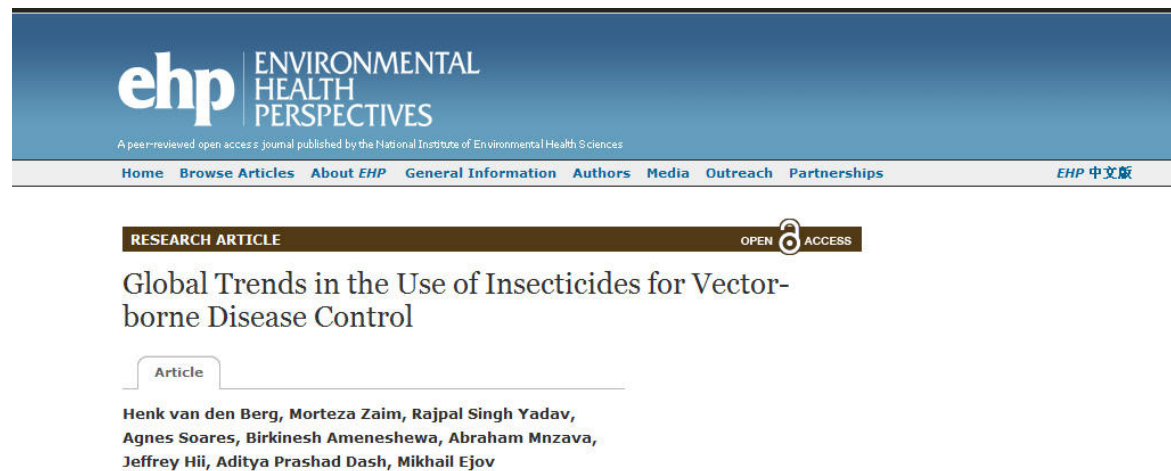 ehp ENVIRONMENTAL
HEALTH
PERSPECTIVES
A peer-reviewed open access journal published by the National Institute of Environmental Health Sciences
Home Browse Articles About EHP General Information Authors Media Outreach Partnerships EHP 中文版
RESEARCH ARTICLE OPEN ACCESS
Global Trends in the Use of Insecticides for Vector-
borne Disease Control
Article
Henk van den Berg, Morteza Zaim, Rajpal Singh Yadav,
Agnes Soares, Birkinesh Ameneshewa, Abraham Mnzava,
Jeffrey Hii, Aditya Prashad Dash, Mikhail Ejov